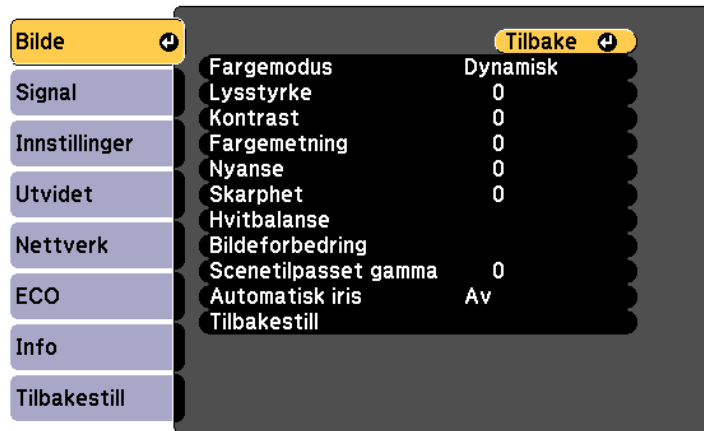 Bilde
Signal
Innstillinger
Utvidet
Nettverk
ECO
Info
Tilbakestill
Tilbake
Fargemodus Dynamisk
Lysstyrke 0
Kontrast 0
Fargemetning 0
Nyanse 0
Skarphet 0
Hvitbalanse
Bildeforbedring
Scenetilpasset gamma 0
Automatisk iris Av
Tilbakestill